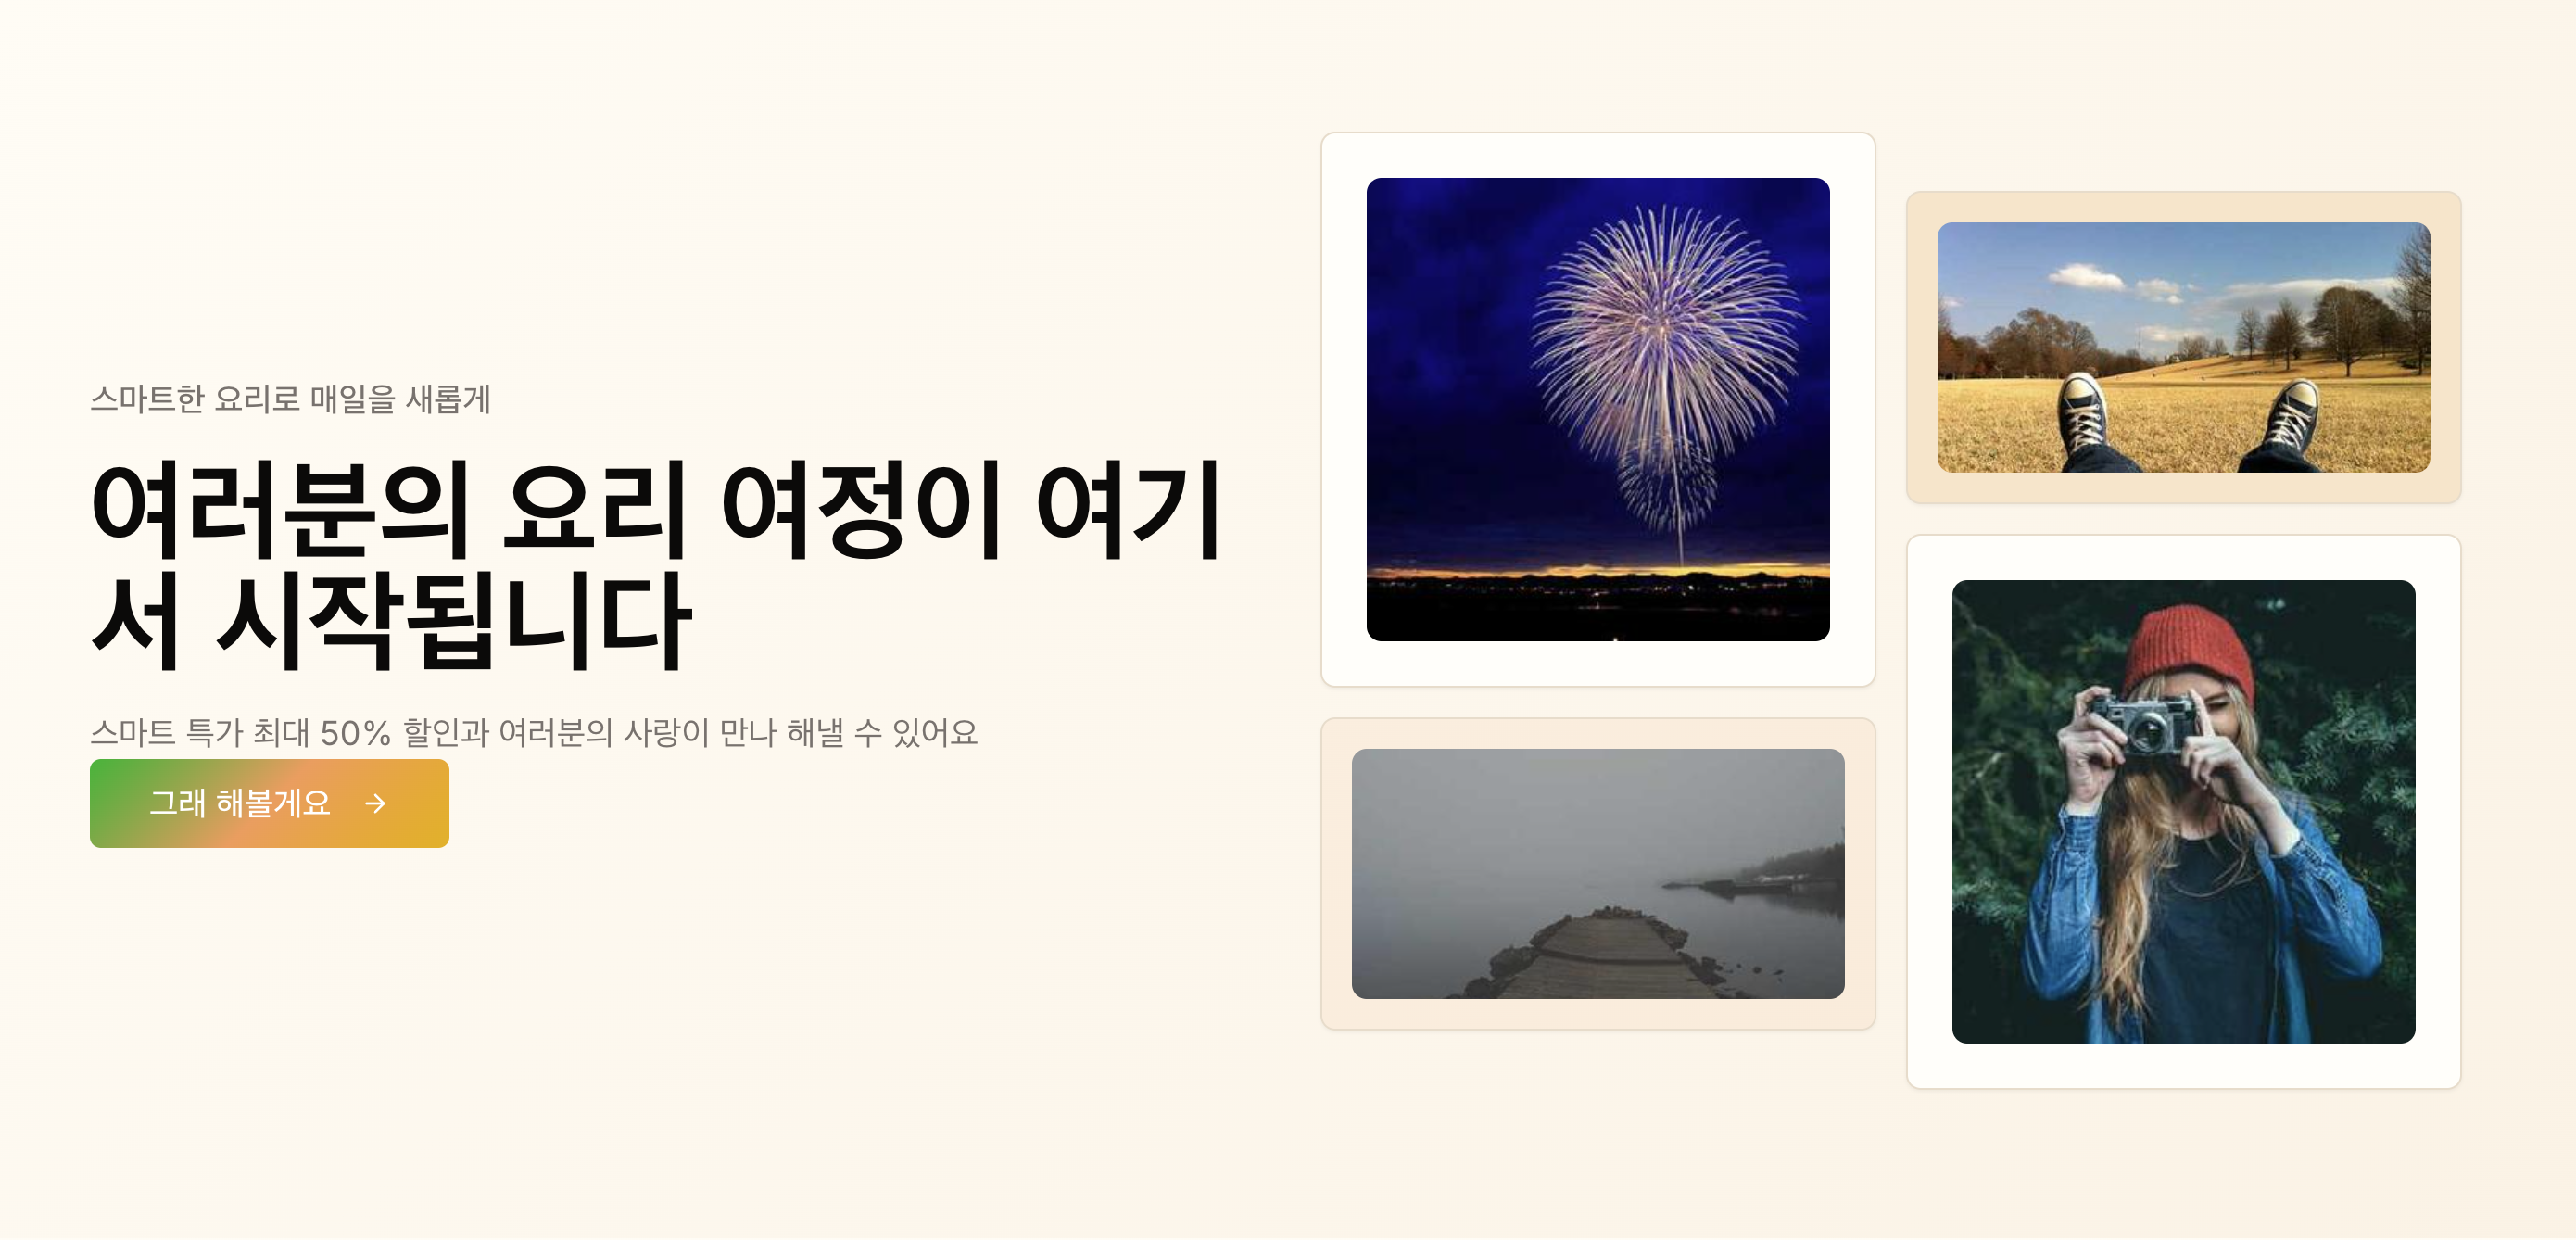 스마트한 요리로 매일을 새롭게
여러분의 요리 여정이 여기
서 시작됩니다
스마트 특가 최대 50% 할인과 여러분의 사랑이 만나 해낼 수 있어요
그래 해볼게요 →